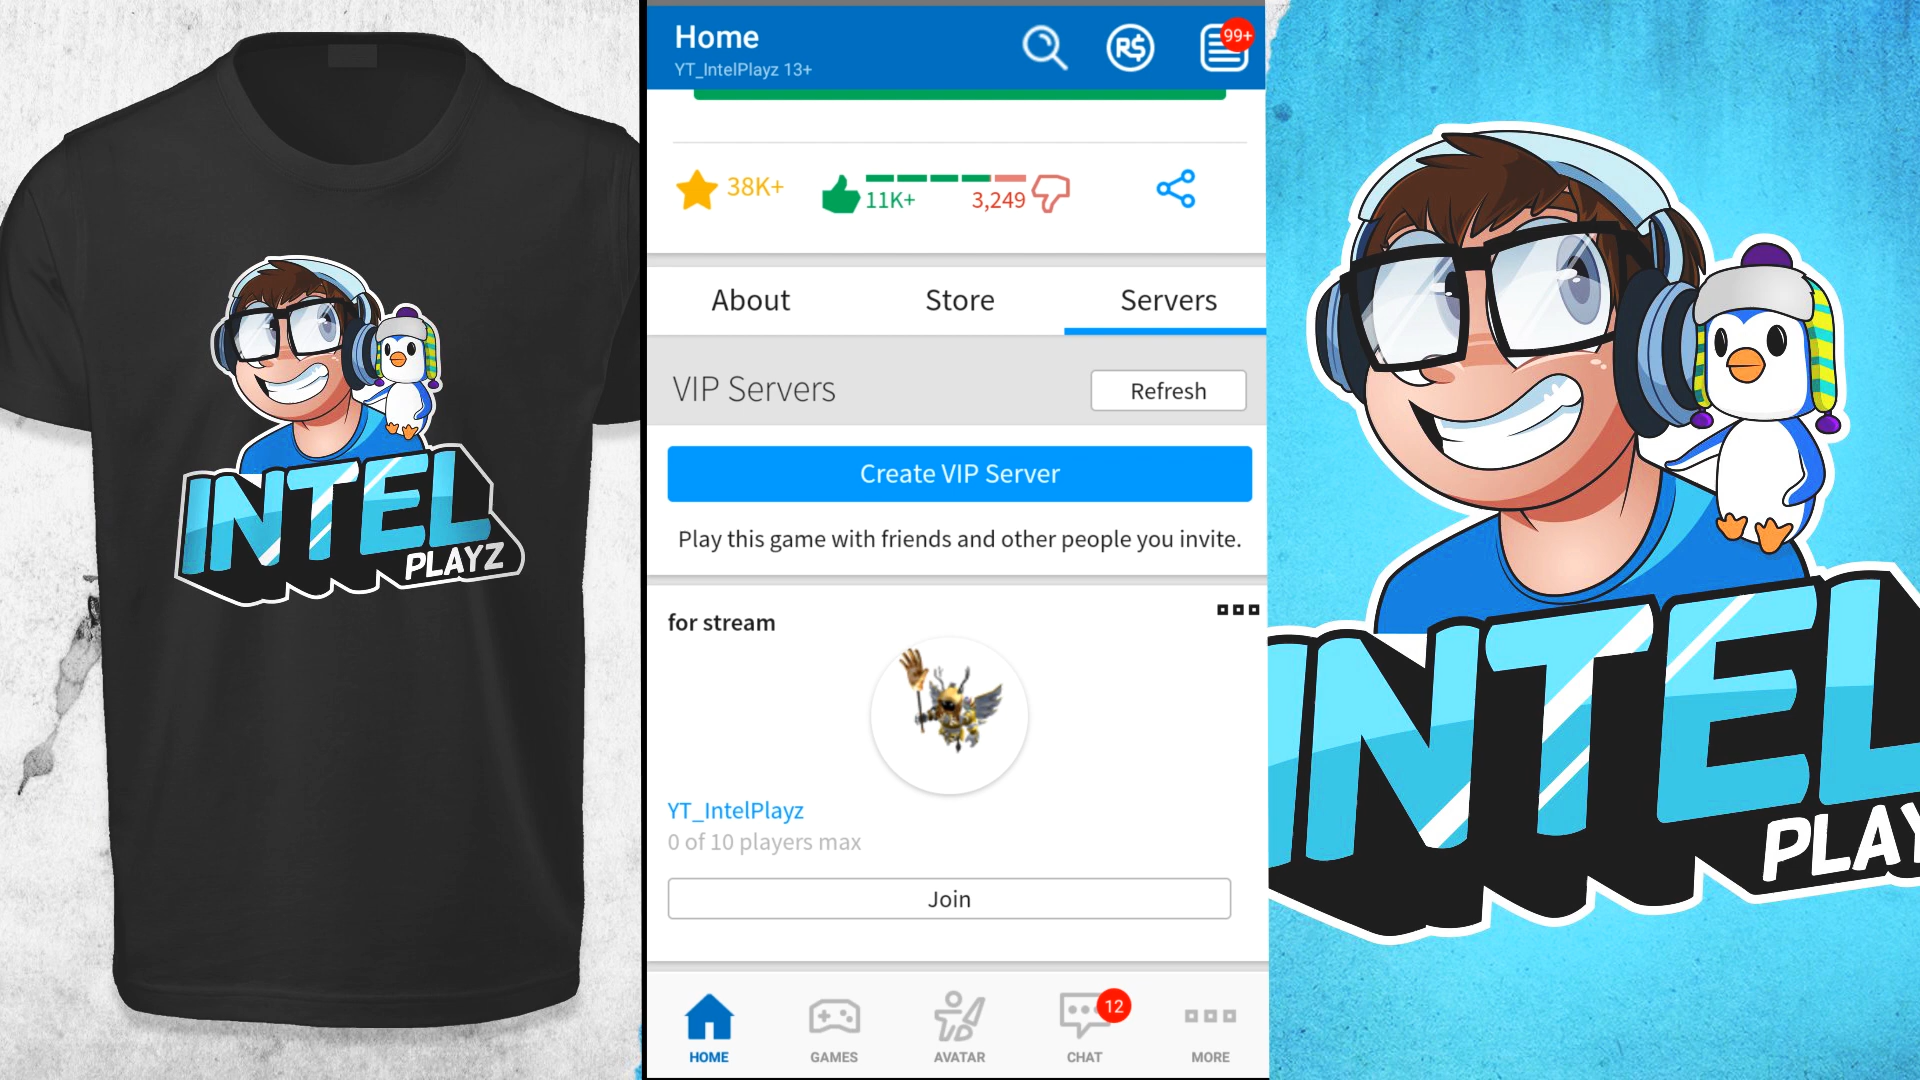 INTEL
PLAYZ
Home
YT_IntelPlayz 13+
R$
99+
38K+
11K+
3,249
About
Store
Servers
VIP Servers
Refresh
Create VIP Server
Play this game with friends and other people you invite.
for stream
YT_IntelPlayz
0 of 10 players max
Join
HOME
GAMES
AVATAR
12
CHAT
MORE
INTEL
PLAY